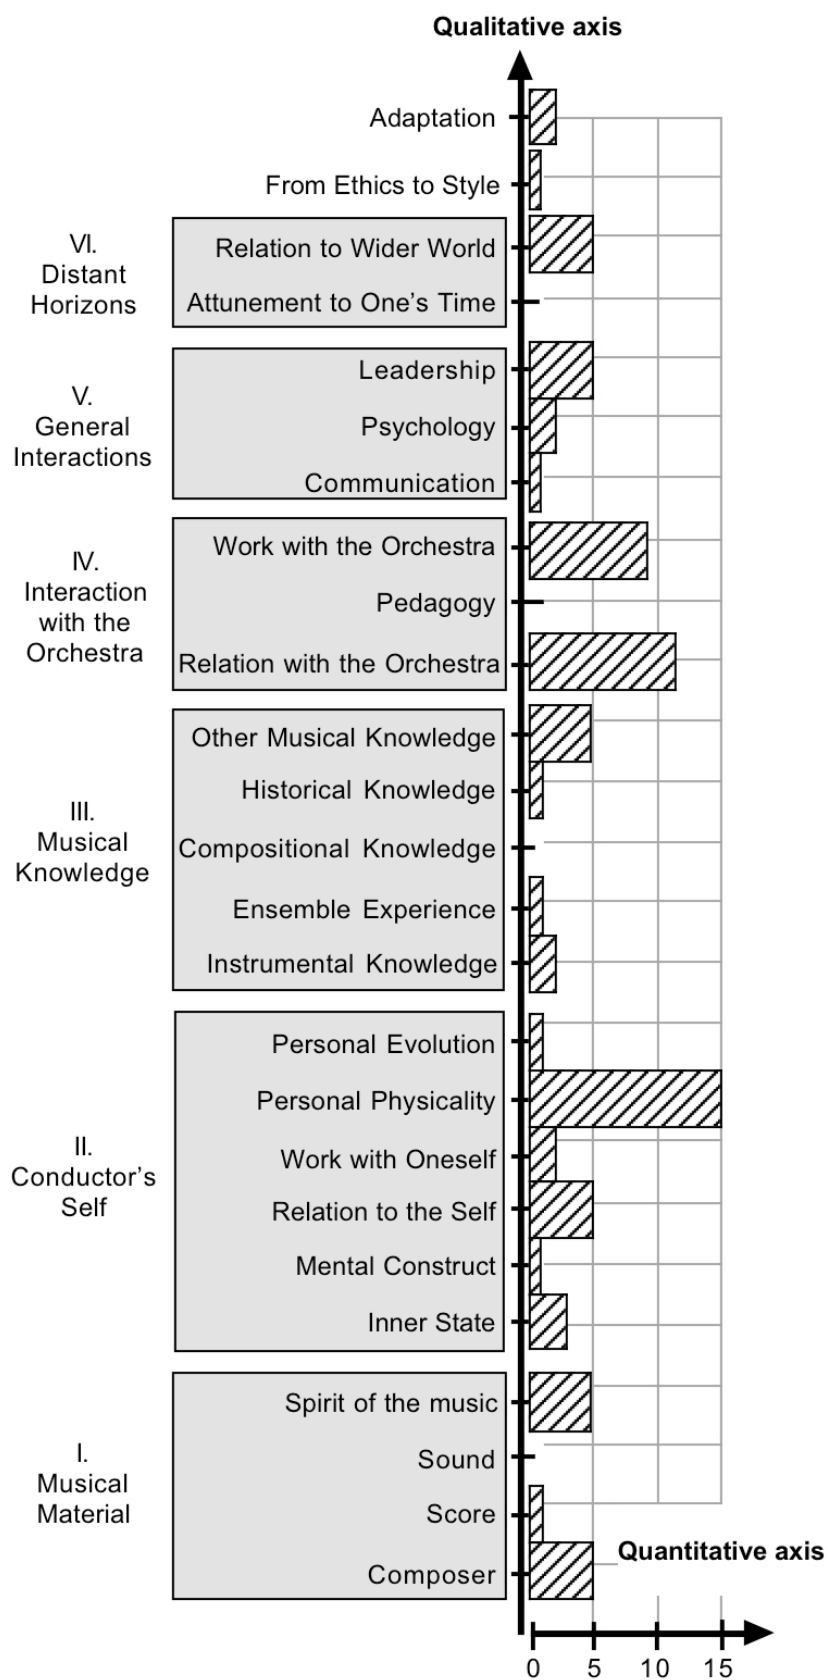 Qualitative axis
Adaptation
From Ethics to Style
VI.
Distant
Horizons
Relation to Wider World
Attunement to One's Time
V.
General
Interactions
Leadership
Psychology
Communication
IV.
Interaction
with the
Orchestra
Work with the Orchestra
Pedagogy
Relation with the Orchestra
III.
Musical
Knowledge
Other Musical Knowledge
Historical Knowledge
Compositional Knowledge
Ensemble Experience
Instrumental Knowledge
II.
Conductor's
Self
Personal Evolution
Personal Physicality
Work with Oneself
Relation to the Self
Mental Construct
Inner State
I.
Musical
Material
Spirit of the music
Sound
Score
Composer
Quantitative axis
0 5 10 15